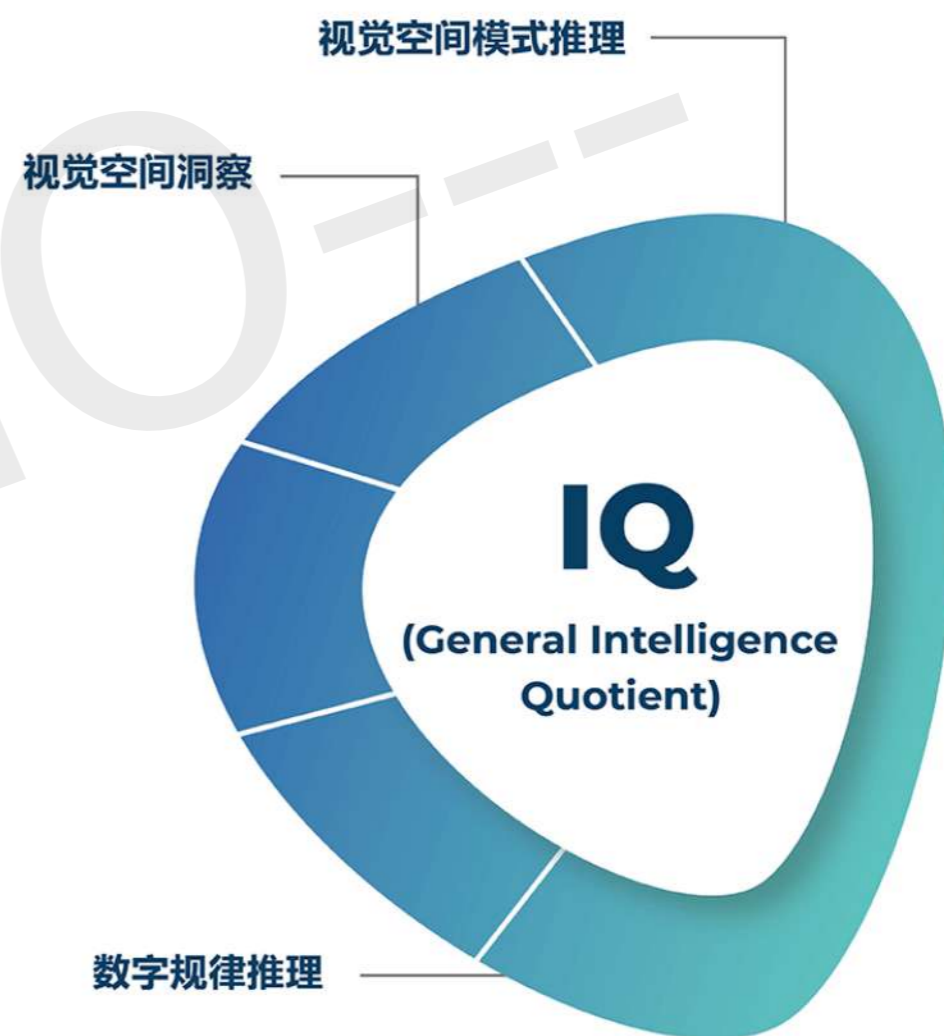 视觉空间模式推理
视觉空间洞察
IQ
(General Intelligence
Quotient)
数字规律推理